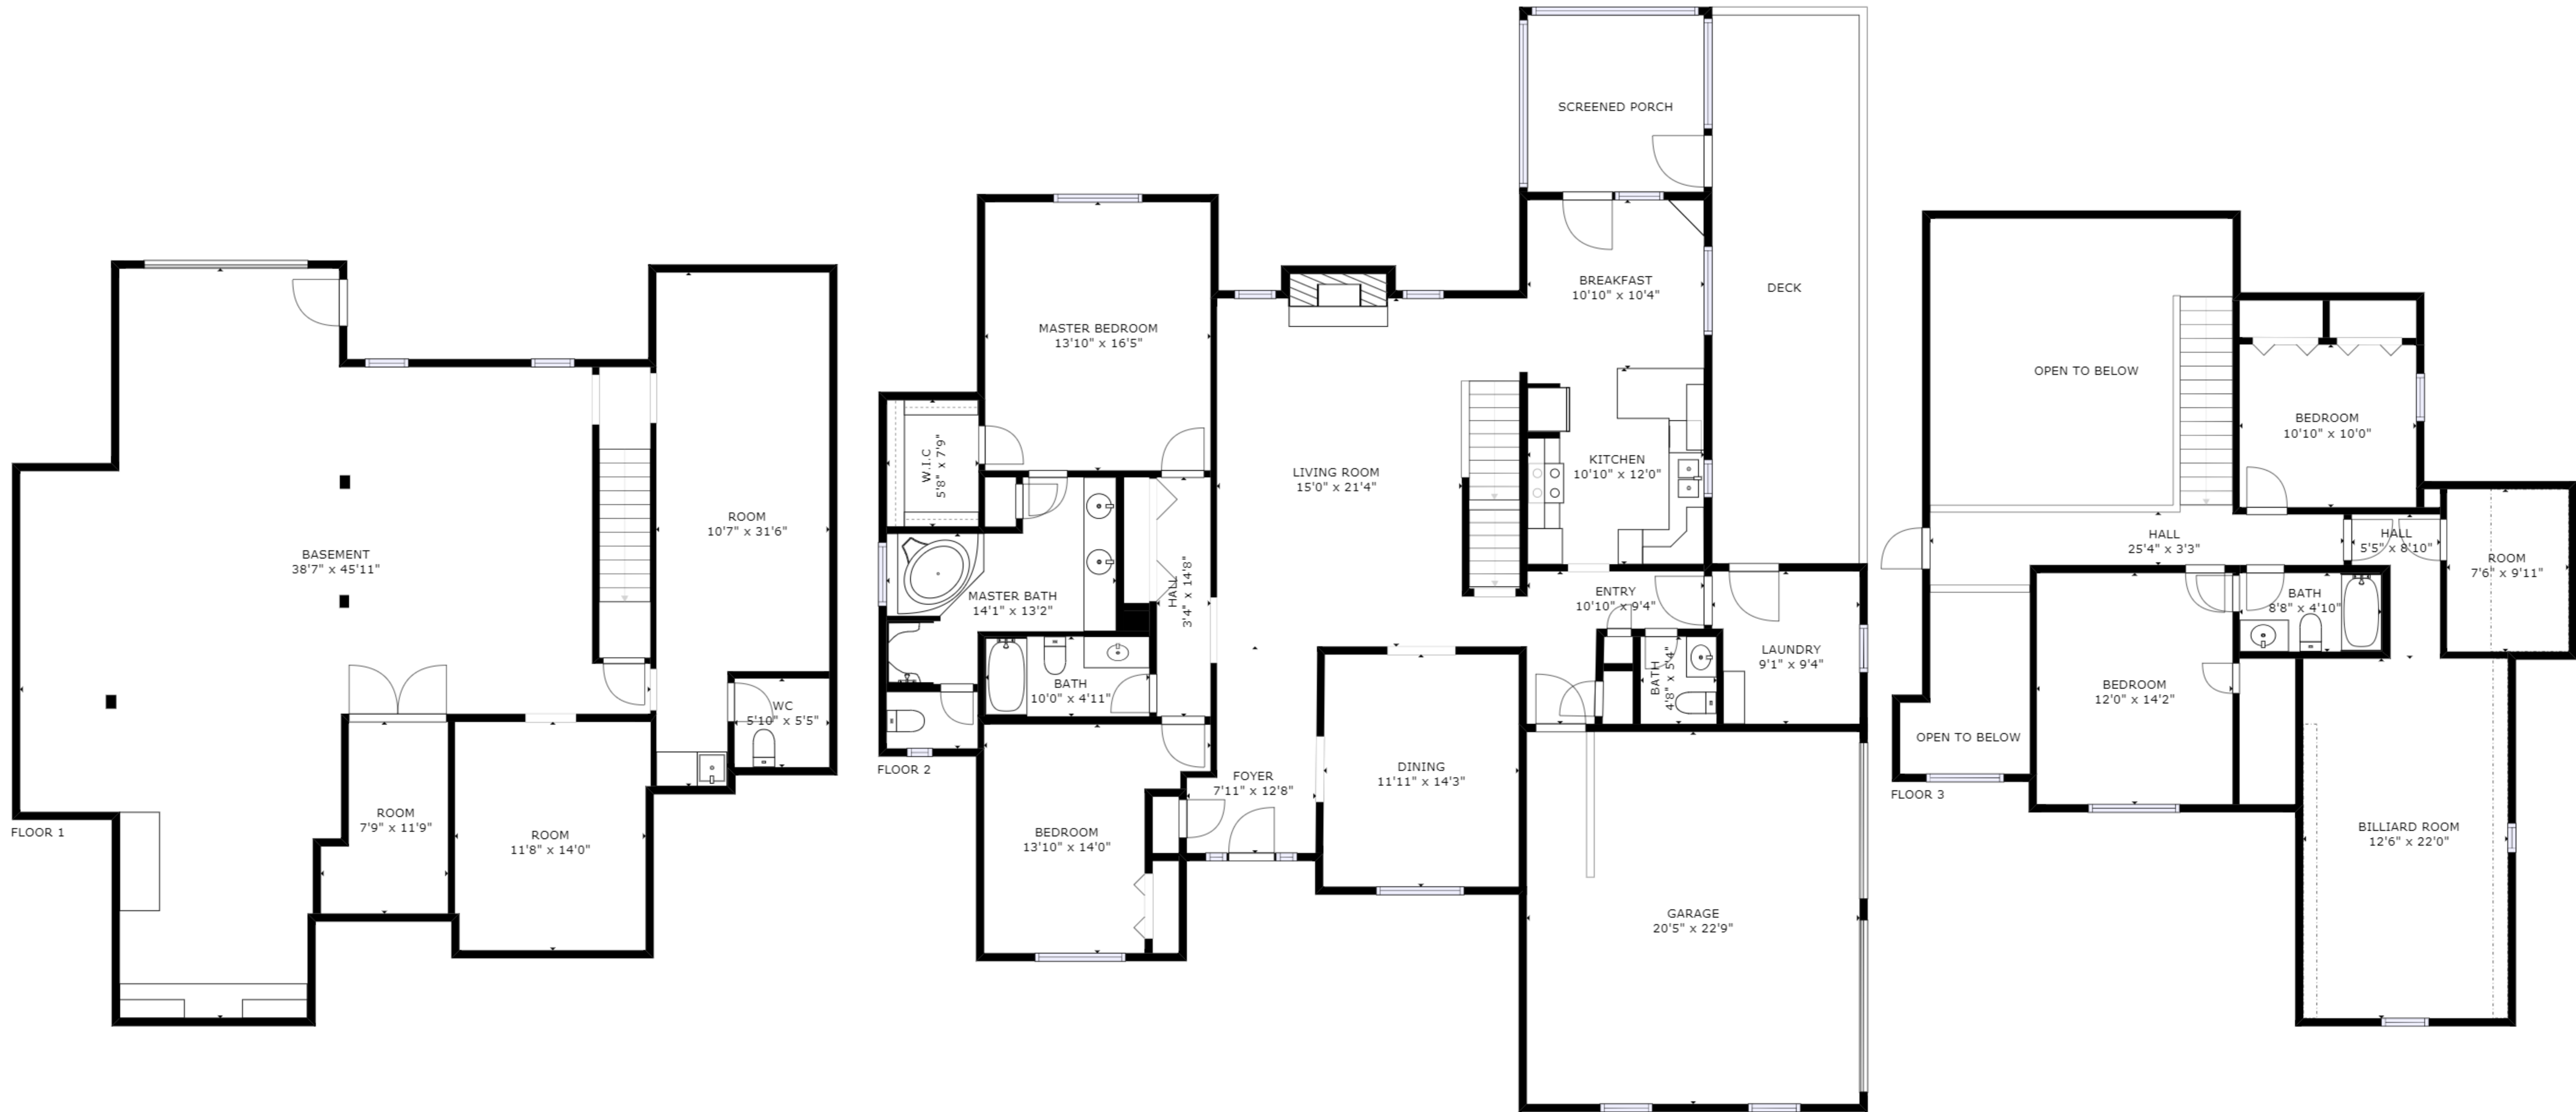 BASEMENT
38'7" x 45'11"
ROOM
10'7" x 31'6"
WC
5'10" x 5'5"
ROOM
7'9" x 11'9"
ROOM
11'8" x 14'0"
FLOOR 1
SCREENED PORCH
DECK
BREAKFAST
10'10" x 10'4"
MASTER BEDROOM
13'10" x 16'5"
W.I.C
5'8" x 7'9"
LIVING ROOM
15'0" x 21'4"
KITCHEN
10'10" x 12'0"
MASTER BATH
14'1" x 13'2"
HALL
3'4" x 14'8"
ENTRY
10'10" x 9'4"
BATH
4'8" x 5'4"
LAUNDRY
9'1" x 9'4"
BATH
10'0" x 4'11"
FOYER
7'11" x 12'8"
DINING
11'11" x 14'3"
BEDROOM
13'10" x 14'0"
GARAGE
20'5" x 22'9"
FLOOR 2
OPEN TO BELOW
BEDROOM
10'10" x 10'0"
HALL
25'4" x 3'3"
HALL
5'5" x 8'10"
ROOM
7'6" x 9'11"
BATH
8'8" x 4'10"
BEDROOM
12'0" x 14'2"
OPEN TO BELOW
BILLIARD ROOM
12'6" x 22'0"
FLOOR 3